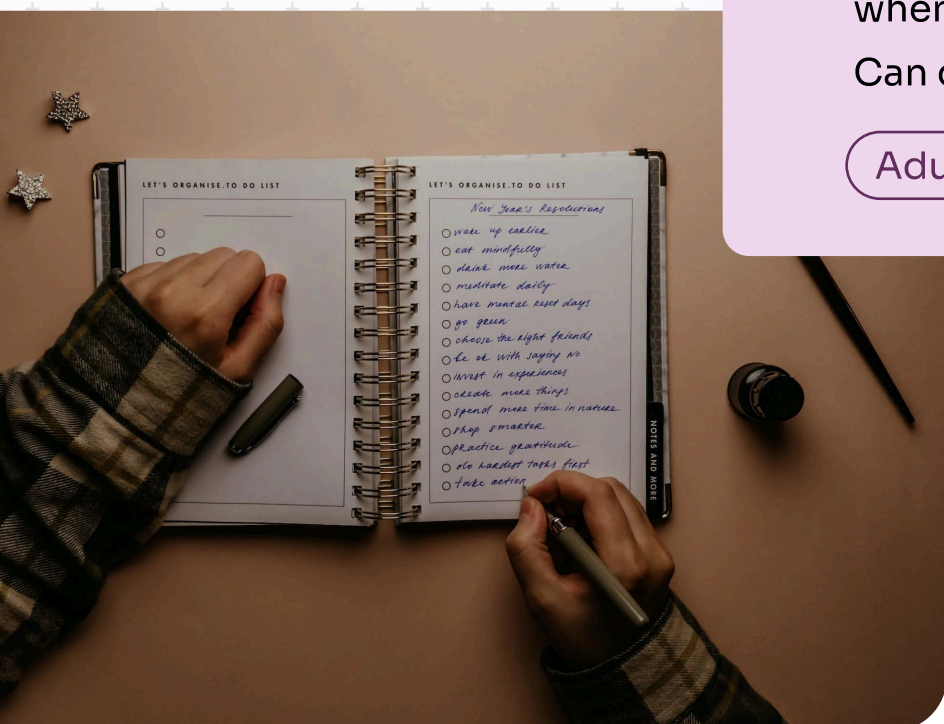 when
Can
Adu
LET'S ORGANISE.TO DO LIST
LET'S ORGANISE.TO DO LIST
New Year's Resolutions
wake up earlier
eat mindfully
drink more water
meditate daily
have mental reset days
go green
choose the right friends
be ok with saying no
invest in experiences
create more things
spend more time in nature
shop smarter
practice gratitude
do hardest tasks first
take action
NOTES AND MORE